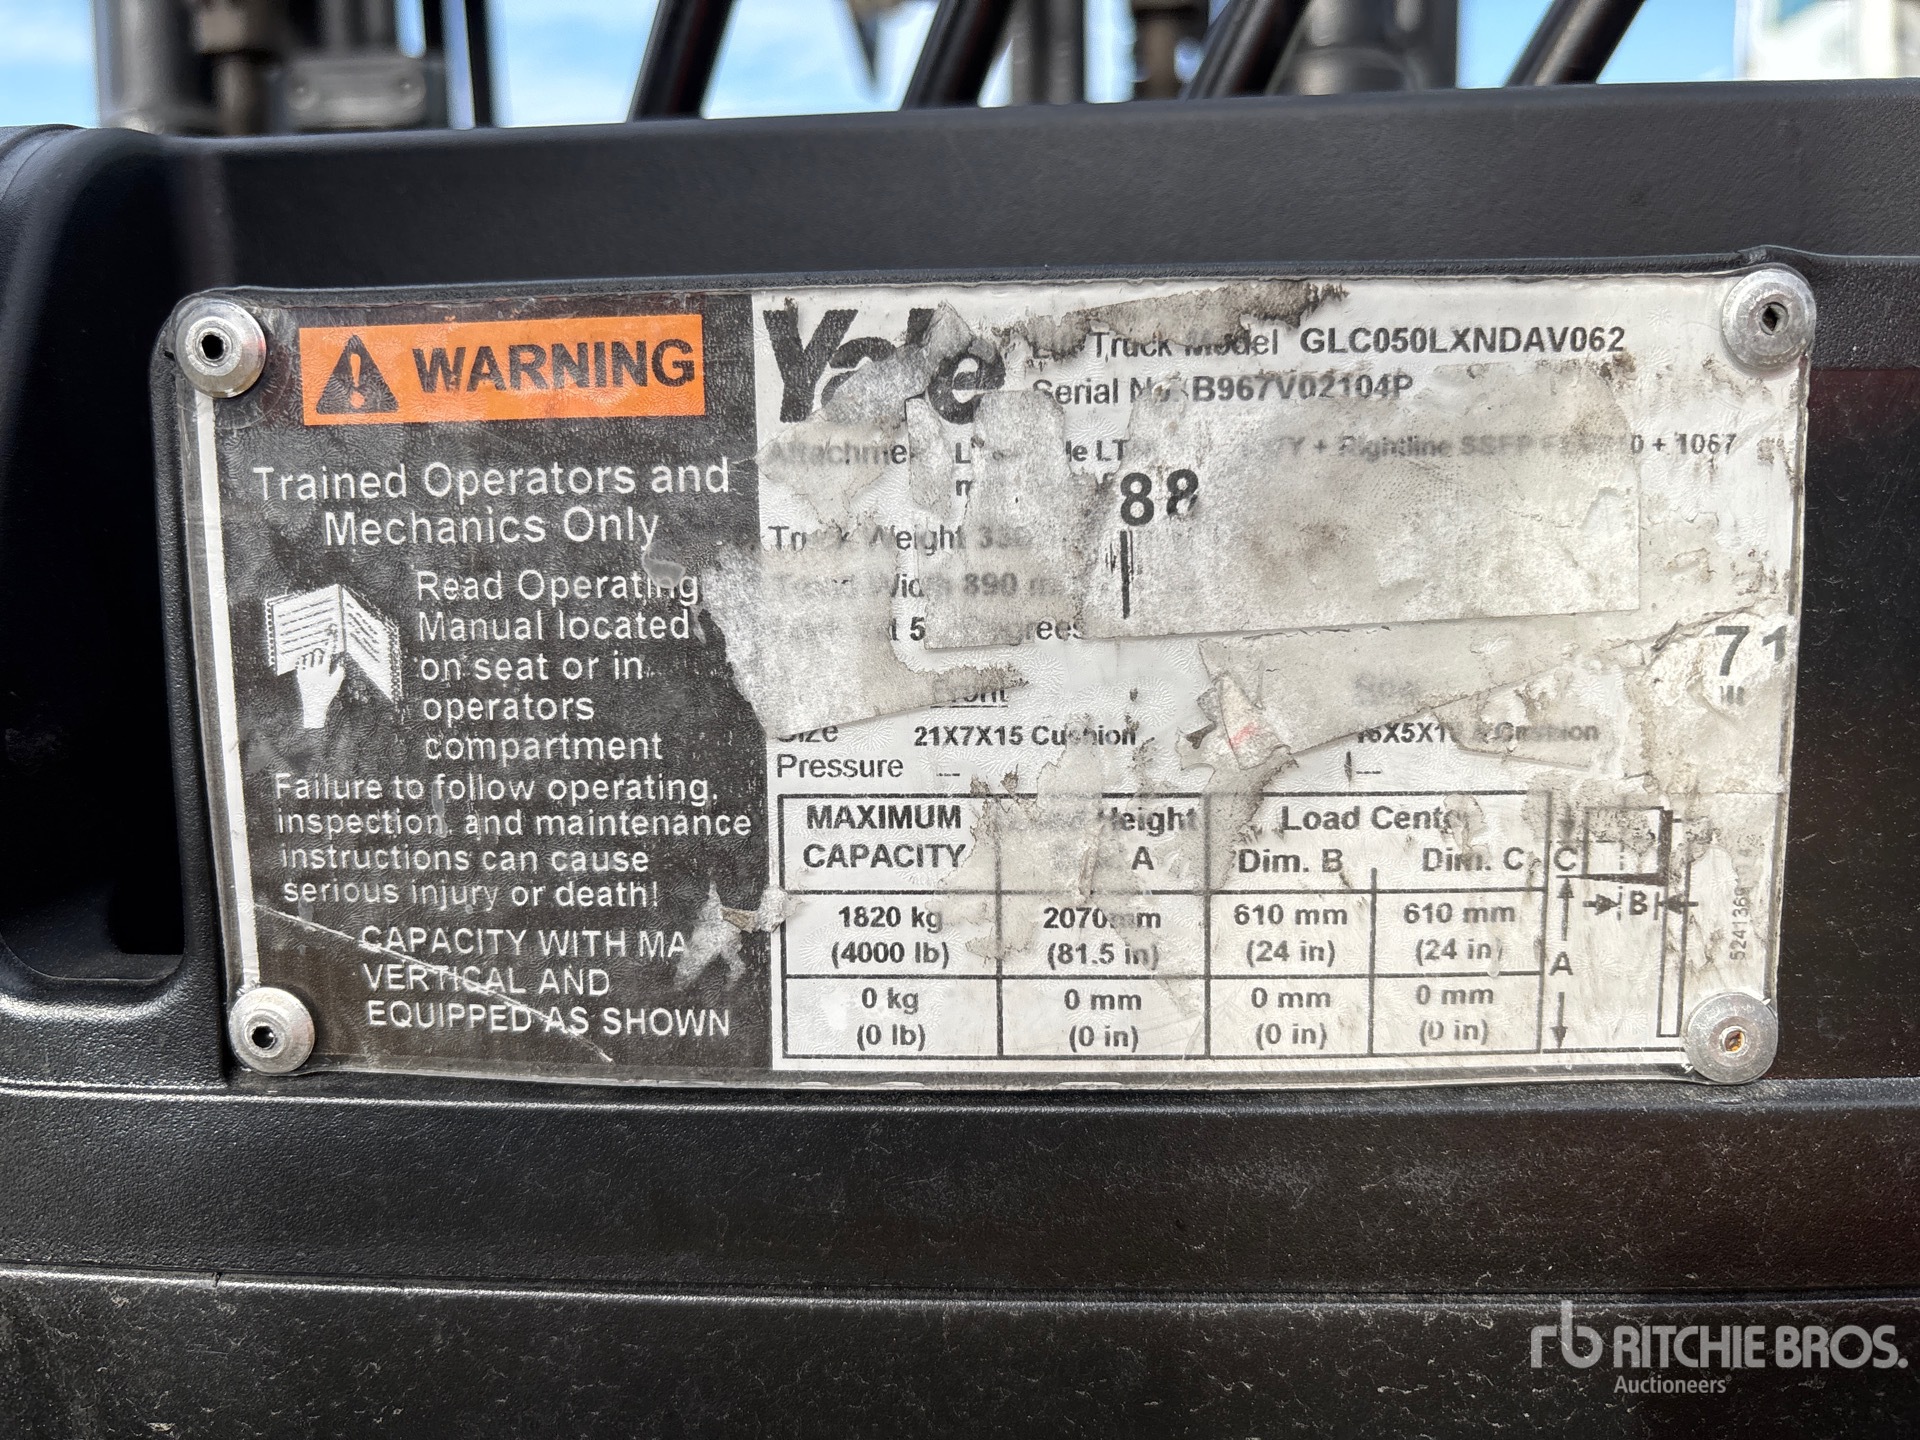 WARNING
Trained Operators and
Mechanics Only
Read Operating
Manual located
on seat or in
operators
compartment
Failure to follow operating,
inspection, and maintenance
instructions can cause
serious injury or death!
CAPACITY WITH
VERTICAL AND
EQUIPPED AS SHOWN
Yale
Truck Model GLC050LXNDAV062
Serial No. B967V02104P
+ Rightline + 1067
88
Truck Weight
Width 890
71
Front
Size 21X7X15 Cushion Cushion
Pressure --- ---
MAXIMUM
CAPACITY
Height
A
Load Center
Dim. B Dim. C
1820 kg
(4000 lb)
2070 mm
(81.5 in)
610 mm
(24 in)
610 mm
(24 in)
0 kg
(0 lb)
0 mm
(0 in)
0 mm
(0 in)
0 mm
(0 in)
C
B
A
rb RITCHIE BROS.
Auctioneers